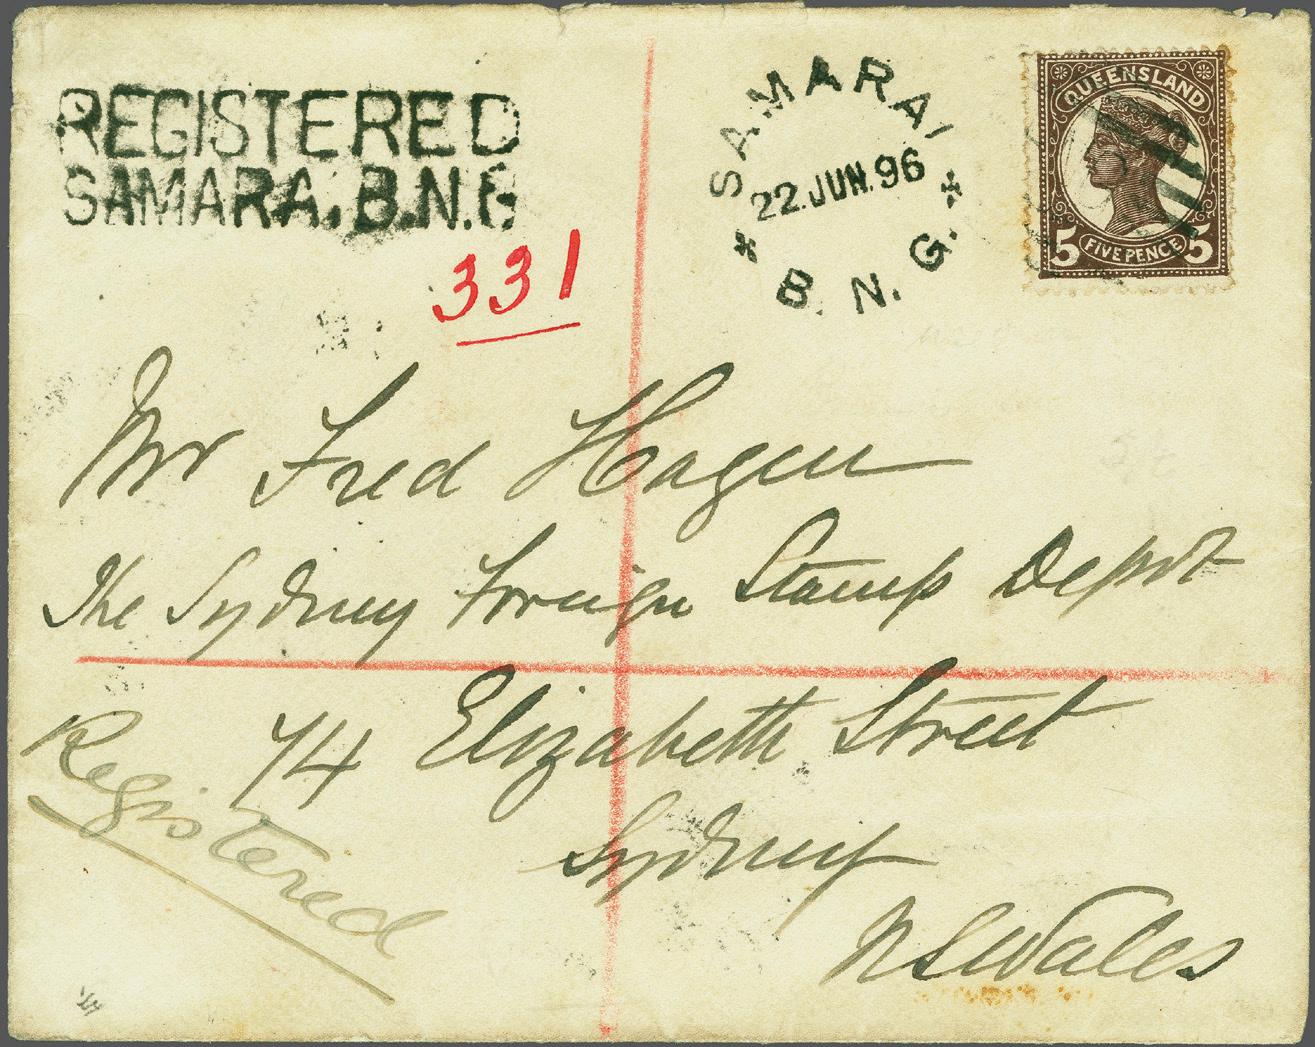 REGISTERED
SAMARA. B.N.G
331
SAMARAI
22.JUN.96
B. N. G.
QUEENSLAND
5 FIVE PENCE 5
Mr Fred Hagen
The Sydney Foreign Stamp Depot
74 Elizabeth Street
Sydney
N S Wales
Registered